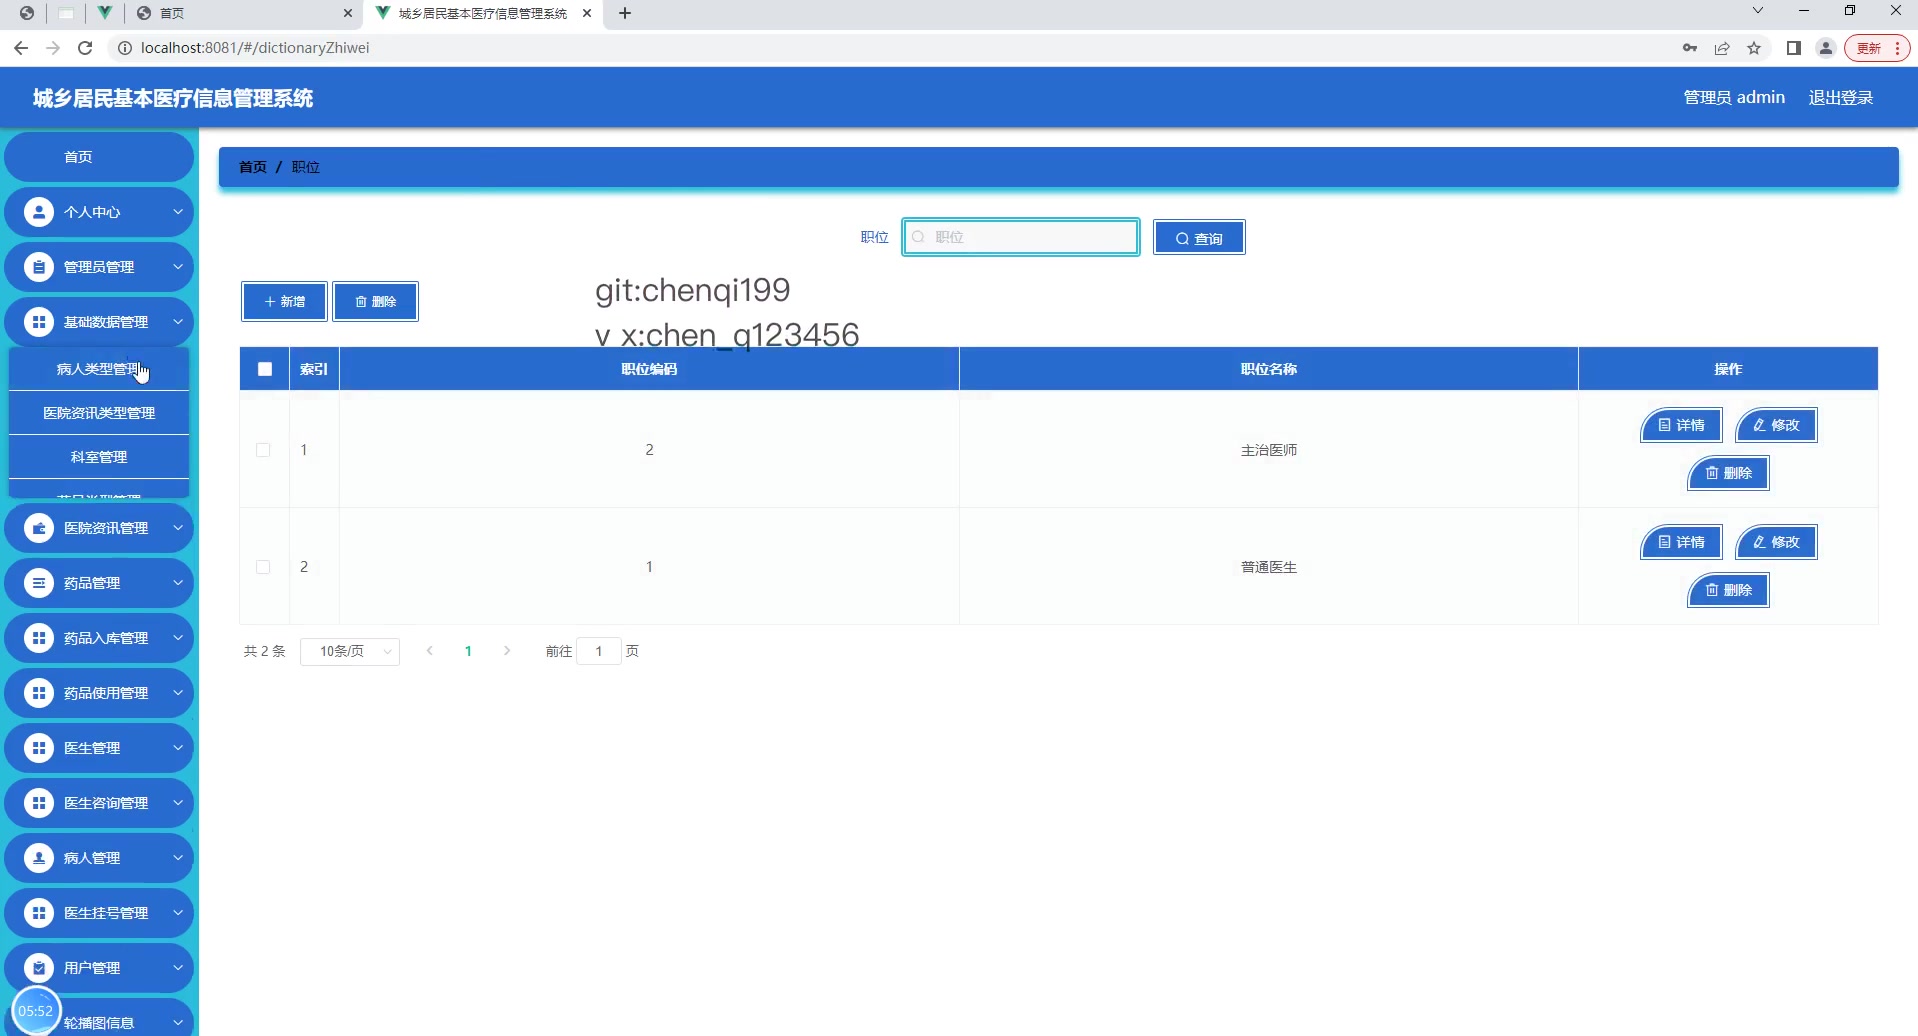 首页
城乡居民基本医疗信息管理系统
localhost:8081/#/dictionaryZhiwei
更新
城乡居民基本医疗信息管理系统
管理员 admin
退出登录
首页
个人中心
管理员管理
基础数据管理
病人类型管理
医院资讯类型管理
科室管理
药品类型管理
医院资讯管理
药品管理
药品入库管理
药品使用管理
医生管理
医生咨询管理
病人管理
医生挂号管理
用户管理
轮播图信息
05:52
首页 / 职位
职位 职位 查询
新增 删除
git:chenqi199
v x:chen_q123456
索引 职位编码 职位名称 操作
1 2 主治医师 详情 修改
删除
2 1 普通医生 详情 修改
删除
共 2 条 10条/页 1 前往 1 页